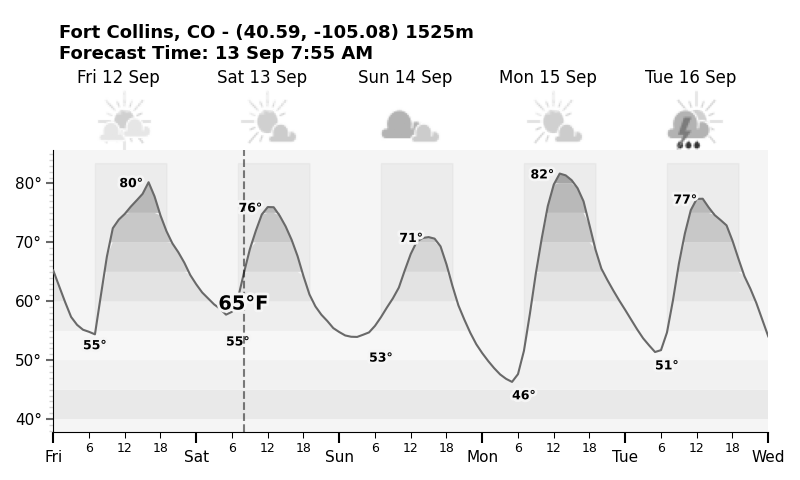 Fort Collins, CO - (40.59, -105.08) 1525m
Forecast Time: 13 Sep 7:55 AM
Fri 12 Sep Sat 13 Sep Sun 14 Sep Mon 15 Sep Tue 16 Sep
80° 80° 76° 82° 77°
70° 71°
60° 65°F
50° 55° 55° 53° 51°
40° 46°
6 12 18 6 12 18 6 12 18 6 12 18 6 12 18
Fri Sat Sun Mon Tue Wed